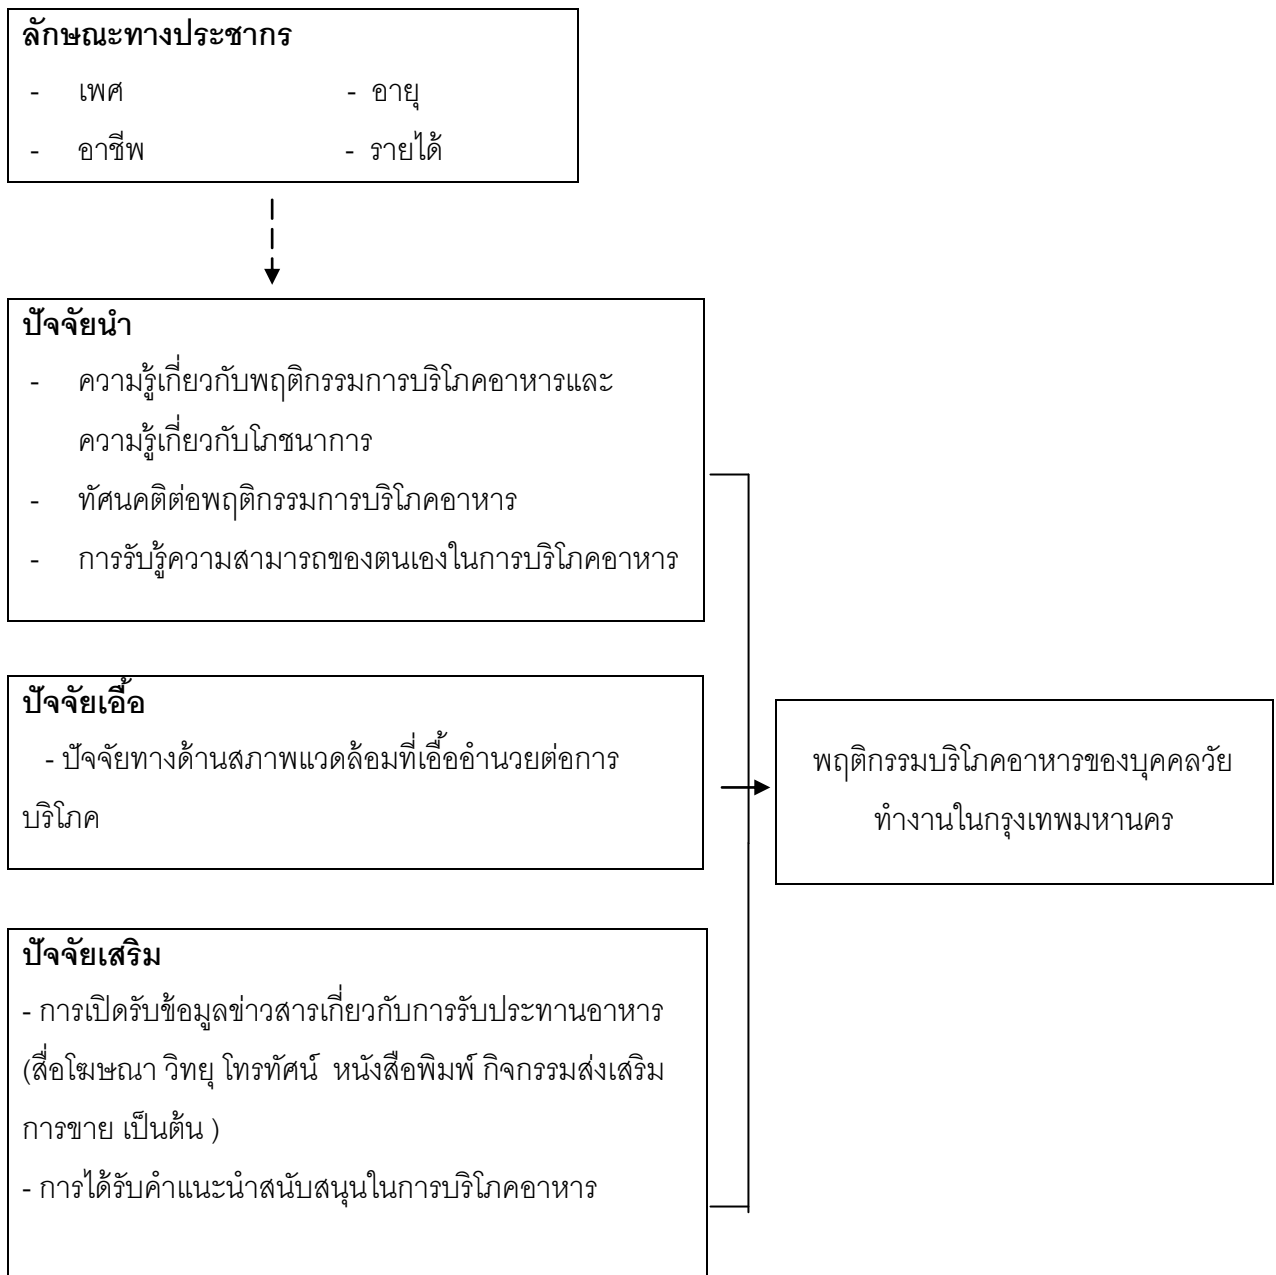 ลักษณะทางประชากร
- เพศ - อายุ
- อาชีพ - รายได้
ปัจจัยนำ
- ความรู้เกี่ยวกับพฤติกรรมการบริโภคอาหารและ
ความรู้เกี่ยวกับโภชนาการ
- ทัศนคติต่อพฤติกรรมการบริโภคอาหาร
- การรับรู้ความสามารถของตนเองในการบริโภคอาหาร
ปัจจัยเอื้อ
- ปัจจัยทางด้านสภาพแวดล้อมที่เอื้ออำนวยต่อการ
บริโภค
พฤติกรรมบริโภคอาหารของบุคคลวัย
ทำงานในกรุงเทพมหานคร
ปัจจัยเสริม
- การเปิดรับข้อมูลข่าวสารเกี่ยวกับการรับประทานอาหาร
(สื่อโฆษณา วิทยุ โทรทัศน์ หนังสือพิมพ์ กิจกรรมส่งเสริม
การขาย เป็นต้น )
- การได้รับคำแนะนำสนับสนุนในการบริโภคอาหาร